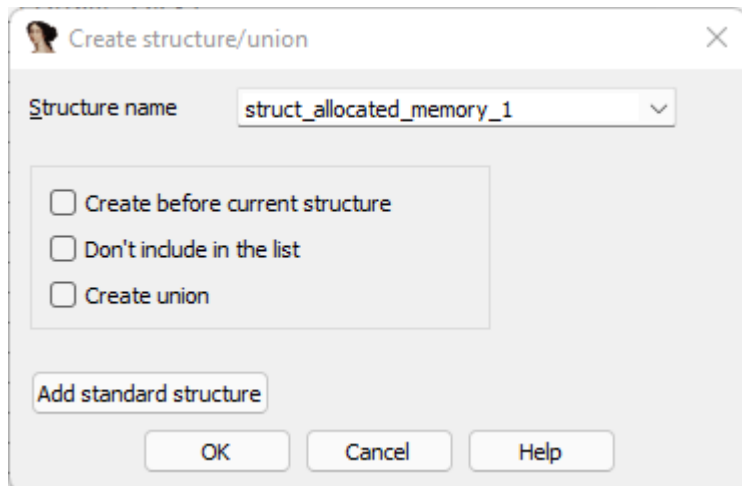 Create structure/union
Structure name struct_allocated_memory_1
Create before current structure
Don't include in the list
Create union
Add standard structure
OK Cancel Help